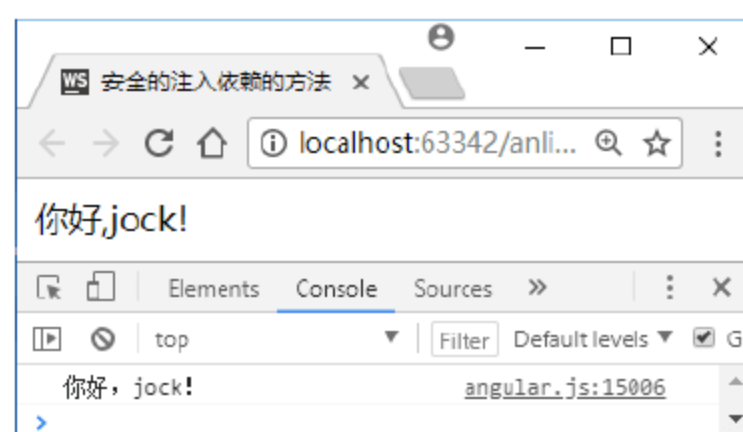 WS 安全的注入依赖的方法
localhost:63342/anli...
你好,jock!
Elements Console Sources
top Filter Default levels G
你好，jock! angular.js:15006